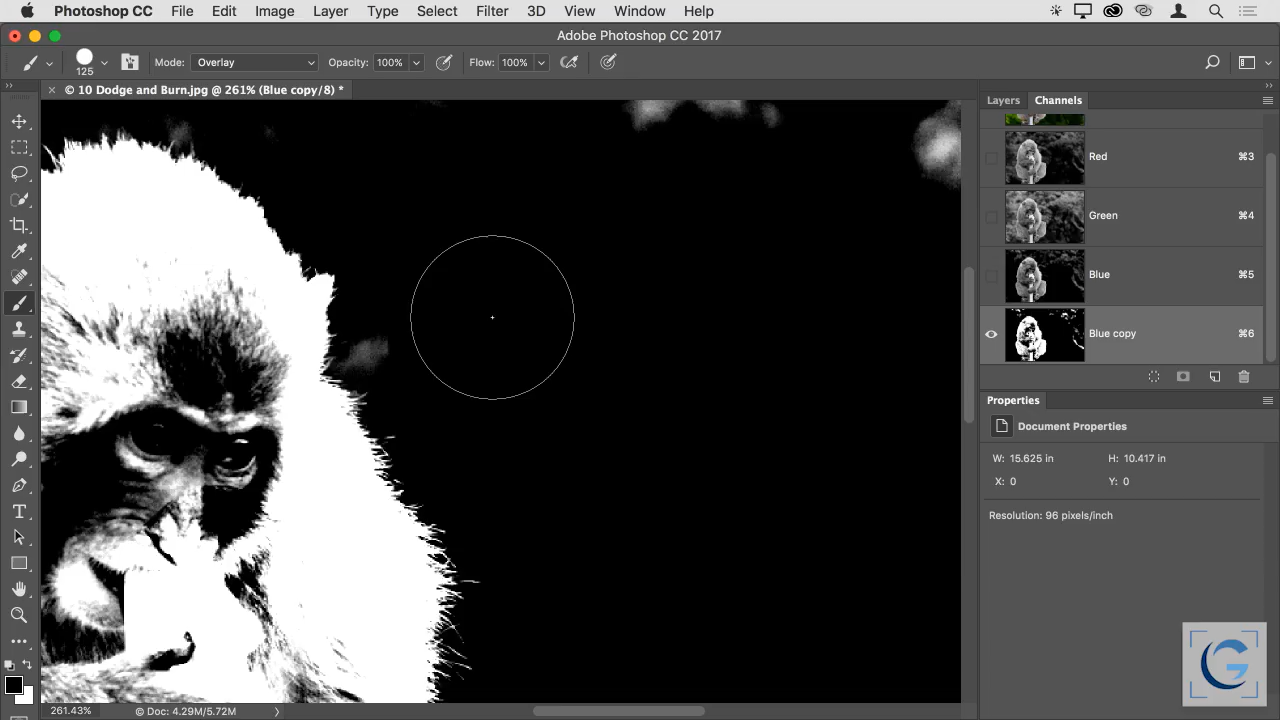 Photoshop CC File Edit Image Layer Type Select Filter 3D View Window Help
Adobe Photoshop CC 2017
125 Mode: Overlay Opacity: 100% Flow: 100%
© 10 Dodge and Burn.jpg @ 261% (Blue copy/8) *
Layers Channels
Red ⌘3
Green ⌘4
Blue ⌘5
Blue copy ⌘6
Properties
Document Properties
W: 15.625 in H: 10.417 in
X: 0 Y: 0
Resolution: 96 pixels/inch
261.43% © Doc: 4.29M/5.72M